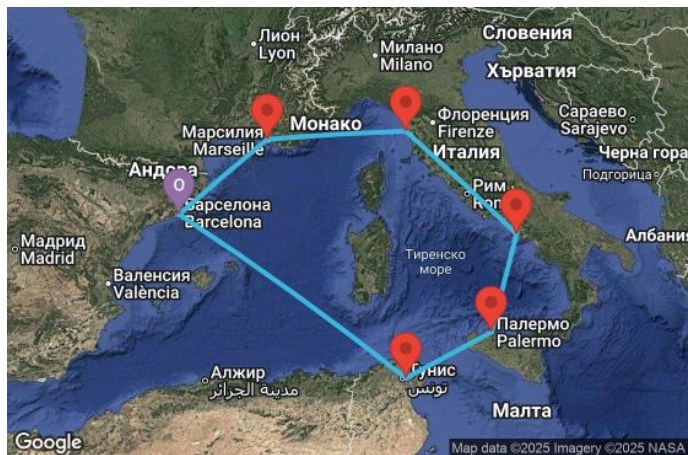 Лион
Lyon
Милано
Milano
Словения
Хърватия
Марсилия
Marseille
Монако
Флоренция
Firenze
Сараево
Sarajevo
Италия
Черна гора
Подгорица
Андора
O
Барселона
Barcelona
Рим
Мадрид
Madrid
Валенсия
València
Тиренско
море
Албания
Палермо
Palermo
Тунис
تونس
Алжир
مدينة الجزائر
Малта
Google
Map data ©2025 Imagery ©2025 NASA